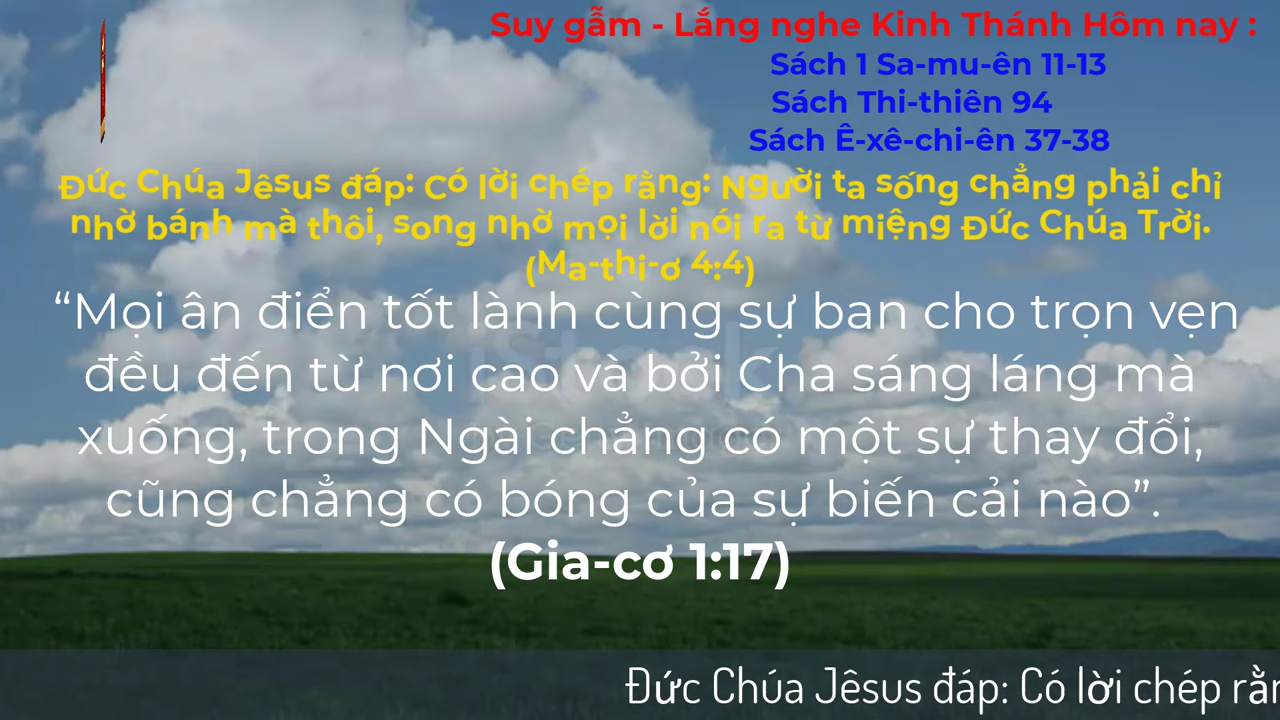 Suy gẫm - Lắng nghe Kinh Thánh Hôm nay :
Sách 1 Sa-mu-ên 11-13
Sách Thi-thiên 94
Sách Ê-xê-chi-ên 37-38
Đức Chúa Jêsus đáp: Có lời chép rằng: Người ta sống chẳng phải chỉ
nhờ bánh mà thôi, song nhờ mọi lời nói ra từ miệng Đức Chúa Trời.
(Ma-thi-ơ 4:4)
“Mọi ân điển tốt lành cùng sự ban cho trọn vẹn
đều đến từ nơi cao và bởi Cha sáng láng mà
xuống, trong Ngài chẳng có một sự thay đổi,
cũng chẳng có bóng của sự biến cải nào”.
(Gia-cơ 1:17)
Đức Chúa Jêsus đáp: Có lời chép